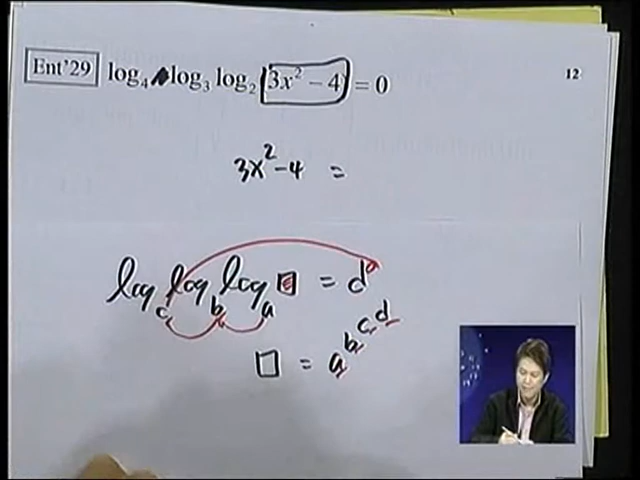 Ent'29 log₄ log₃ log₂ (3x² − 4) = 0 12
3x² − 4 =
log_c log_b log_a □ = d
□ = a^b^c^d